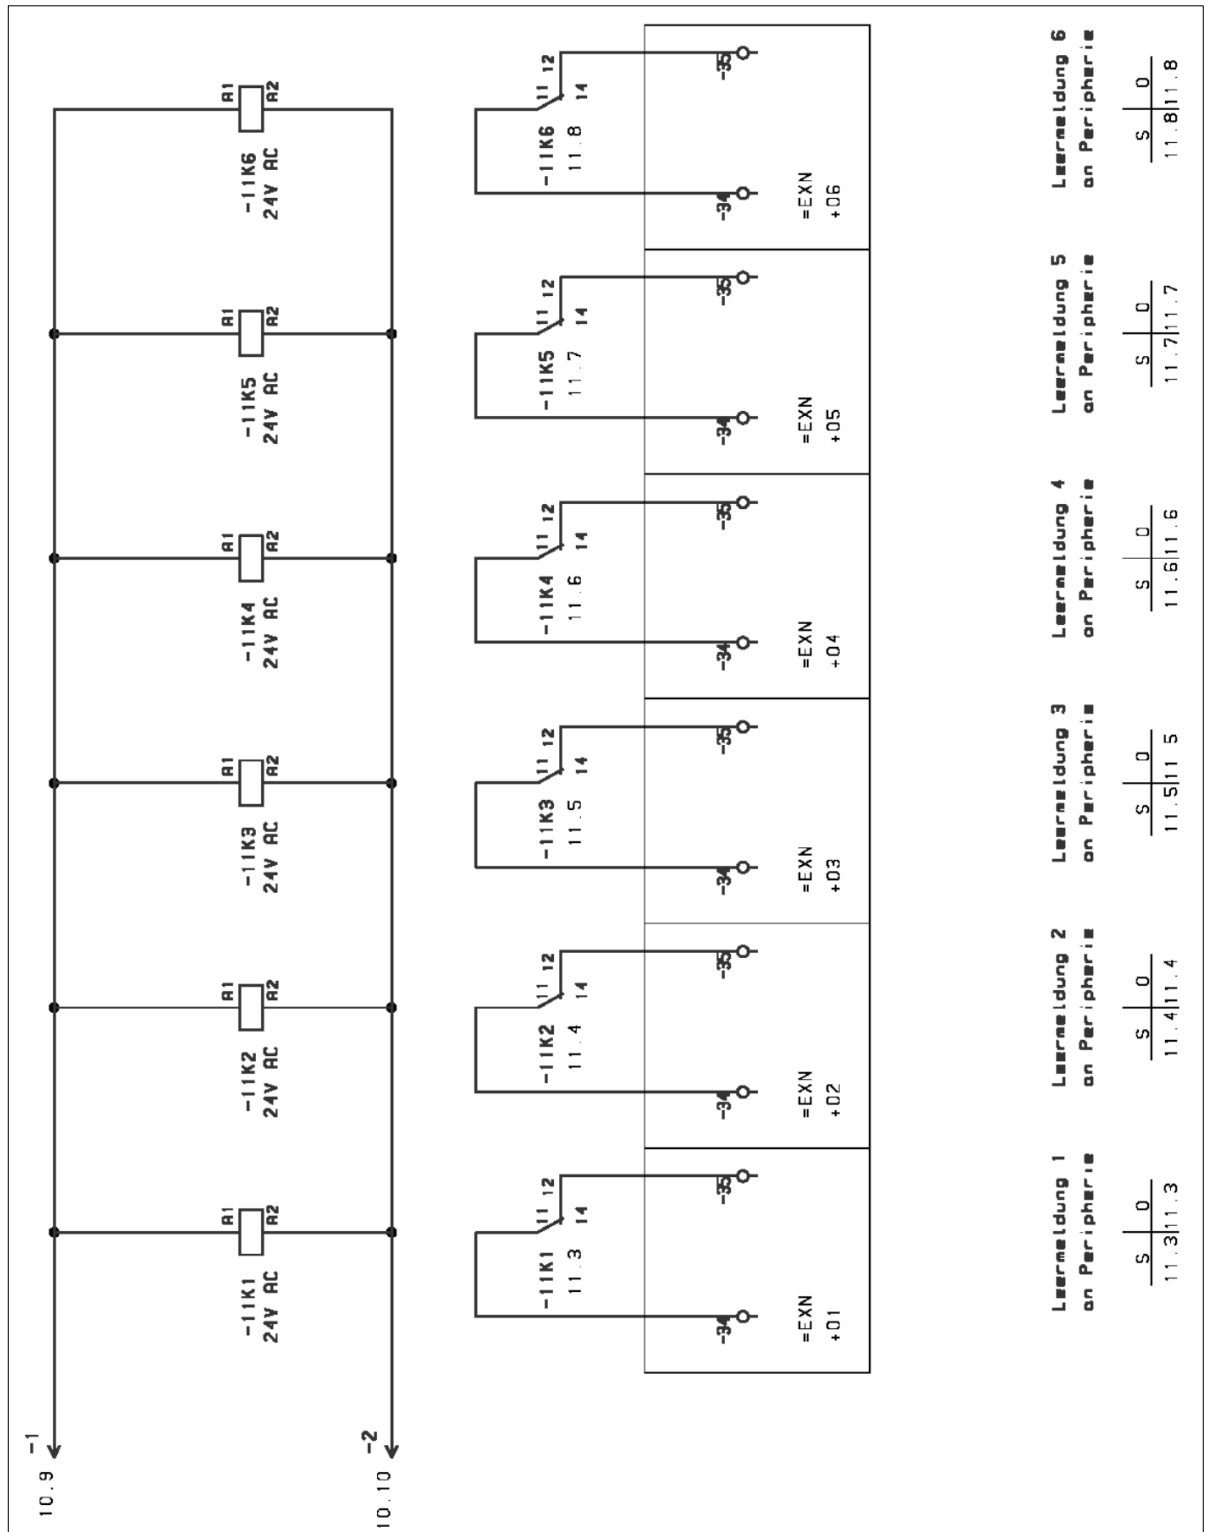 10.9
-1
-11K1
24V AC
A1
A2
-11K2
24V AC
A1
A2
-11K3
24V AC
A1
A2
-11K4
24V AC
A1
A2
-11K5
24V AC
A1
A2
-11K6
24V AC
A1
A2
10.10
-2
-11K1
11.3
11
12
14
-11K2
11.4
11
12
14
-11K3
11.5
11
12
14
-11K4
11.6
11
12
14
-11K5
11.7
11
12
14
-11K6
11.8
11
12
14
-34
-35
=EXN
+01
-34
-35
=EXN
+02
-34
-35
=EXN
+03
-34
-35
=EXN
+04
-34
-35
=EXN
+05
-34
-35
=EXN
+06
Leermeldung 1
an Peripherie
S O
11.3 11.3
Leermeldung 2
an Peripherie
S O
11.4 11.4
Leermeldung 3
an Peripherie
S O
11.5 11 5
Leermeldung 4
an Peripherie
S O
11.6 11.6
Leermeldung 5
an Peripherie
S O
11.7 11.7
Leermeldung 6
an Peripherie
S O
11.8 11.8